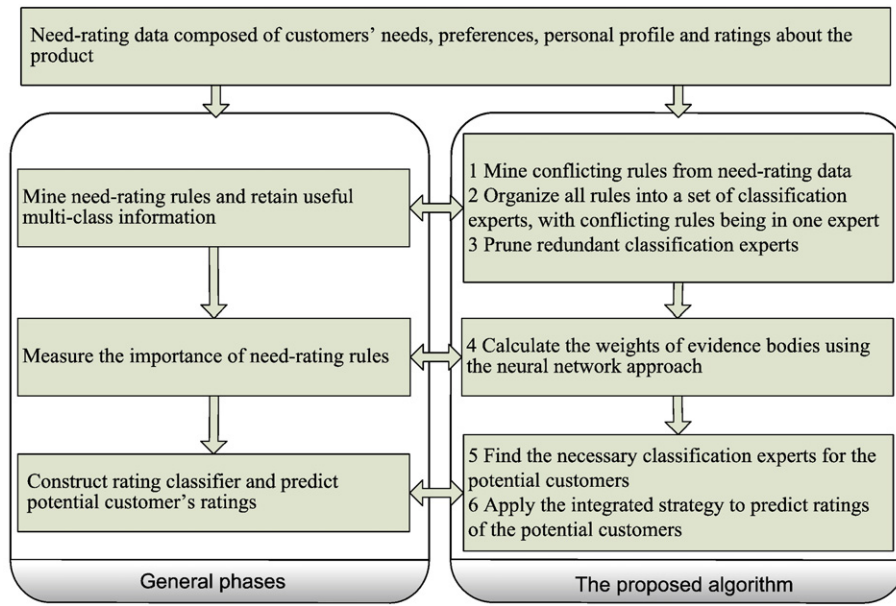 Need-rating data composed of customers' needs, preferences, personal profile and ratings about the
product
Mine need-rating rules and retain useful
multi-class information
Measure the importance of need-rating rules
Construct rating classifier and predict
potential customer's ratings
General phases
1 Mine conflicting rules from need-rating data
2 Organize all rules into a set of classification
experts, with conflicting rules being in one expert
3 Prune redundant classification experts
4 Calculate the weights of evidence bodies using
the neural network approach
5 Find the necessary classification experts for the
potential customers
6 Apply the integrated strategy to predict ratings
of the potential customers
The proposed algorithm